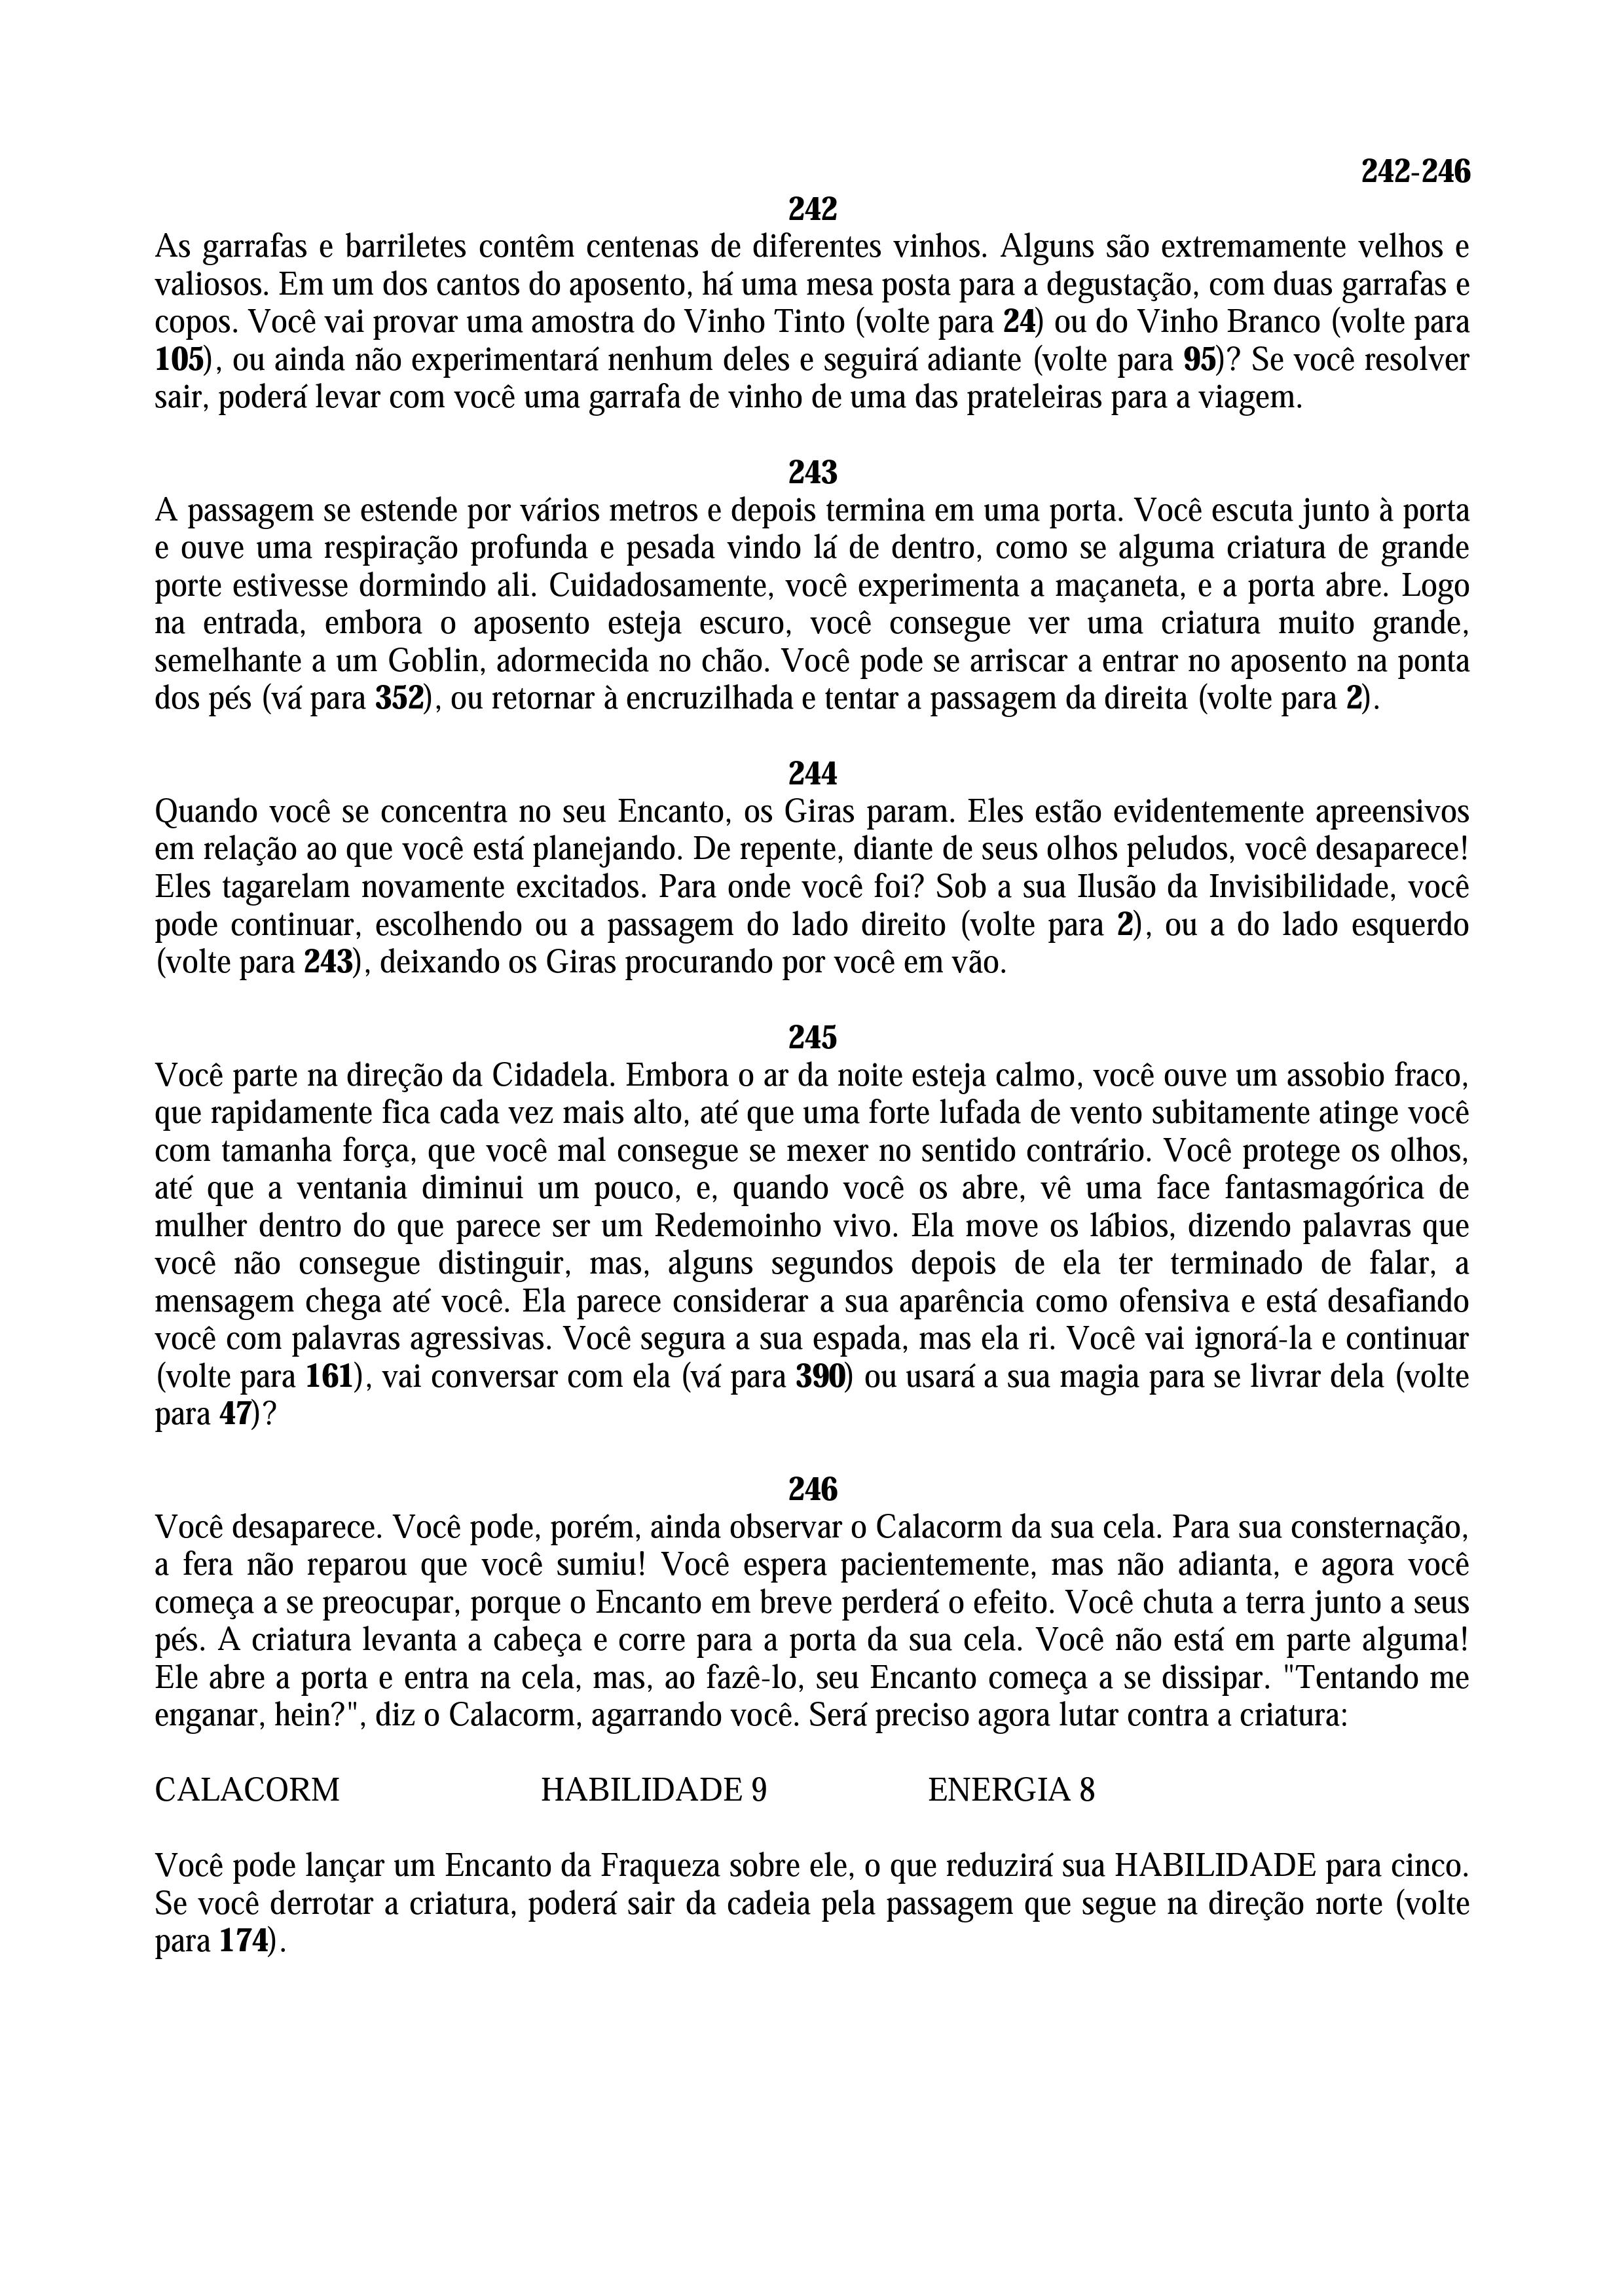 242-246
242
As garrafas e barriletes contêm centenas de diferentes vinhos. Alguns são extremamente velhos e
valiosos. Em um dos cantos do aposento, há uma mesa posta para a degustação, com duas garrafas e
copos. Você vai provar uma amostra do Vinho Tinto (volte para 24) ou do Vinho Branco (volte para
105), ou ainda não experimentará nenhum deles e seguirá adiante (volte para 95)? Se você resolver
sair, poderá levar com você uma garrafa de vinho de uma das prateleiras para a viagem.
243
A passagem se estende por vários metros e depois termina em uma porta. Você escuta junto à porta
e ouve uma respiração profunda e pesada vindo lá de dentro, como se alguma criatura de grande
porte estivesse dormindo ali. Cuidadosamente, você experimenta a maçaneta, e a porta abre. Logo
na entrada, embora o aposento esteja escuro, você consegue ver uma criatura muito grande,
semelhante a um Goblin, adormecida no chão. Você pode se arriscar a entrar no aposento na ponta
dos pés (vá para 352), ou retornar à encruzilhada e tentar a passagem da direita (volte para 2).
244
Quando você se concentra no seu Encanto, os Giras param. Eles estão evidentemente apreensivos
em relação ao que você está planejando. De repente, diante de seus olhos peludos, você desaparece!
Eles tagarelam novamente excitados. Para onde você foi? Sob a sua Ilusão da Invisibilidade, você
pode continuar, escolhendo ou a passagem do lado direito (volte para 2), ou a do lado esquerdo
(volte para 243), deixando os Giras procurando por você em vão.
245
Você parte na direção da Cidadela. Embora o ar da noite esteja calmo, você ouve um assobio fraco,
que rapidamente fica cada vez mais alto, até que uma forte lufada de vento subitamente atinge você
com tamanha força, que você mal consegue se mexer no sentido contrário. Você protege os olhos,
até que a ventania diminui um pouco, e, quando você os abre, vê uma face fantasmagórica de
mulher dentro do que parece ser um Redemoinho vivo. Ela move os lábios, dizendo palavras que
você não consegue distinguir, mas, alguns segundos depois de ela ter terminado de falar, a
mensagem chega até você. Ela parece considerar a sua aparência como ofensiva e está desafiando
você com palavras agressivas. Você segura a sua espada, mas ela ri. Você vai ignorá-la e continuar
(volte para 161), vai conversar com ela (vá para 390) ou usará a sua magia para se livrar dela (volte
para 47)?
246
Você desaparece. Você pode, porém, ainda observar o Calacorm da sua cela. Para sua consternação,
a fera não reparou que você sumiu! Você espera pacientemente, mas não adianta, e agora você
começa a se preocupar, porque o Encanto em breve perderá o efeito. Você chuta a terra junto a seus
pés. A criatura levanta a cabeça e corre para a porta da sua cela. Você não está em parte alguma!
Ele abre a porta e entra na cela, mas, ao fazê-lo, seu Encanto começa a se dissipar. "Tentando me
enganar, hein?", diz o Calacorm, agarrando você. Será preciso agora lutar contra a criatura:
CALACORM HABILIDADE 9 ENERGIA 8
Você pode lançar um Encanto da Fraqueza sobre ele, o que reduzirá sua HABILIDADE para cinco.
Se você derrotar a criatura, poderá sair da cadeia pela passagem que segue na direção norte (volte
para 174).